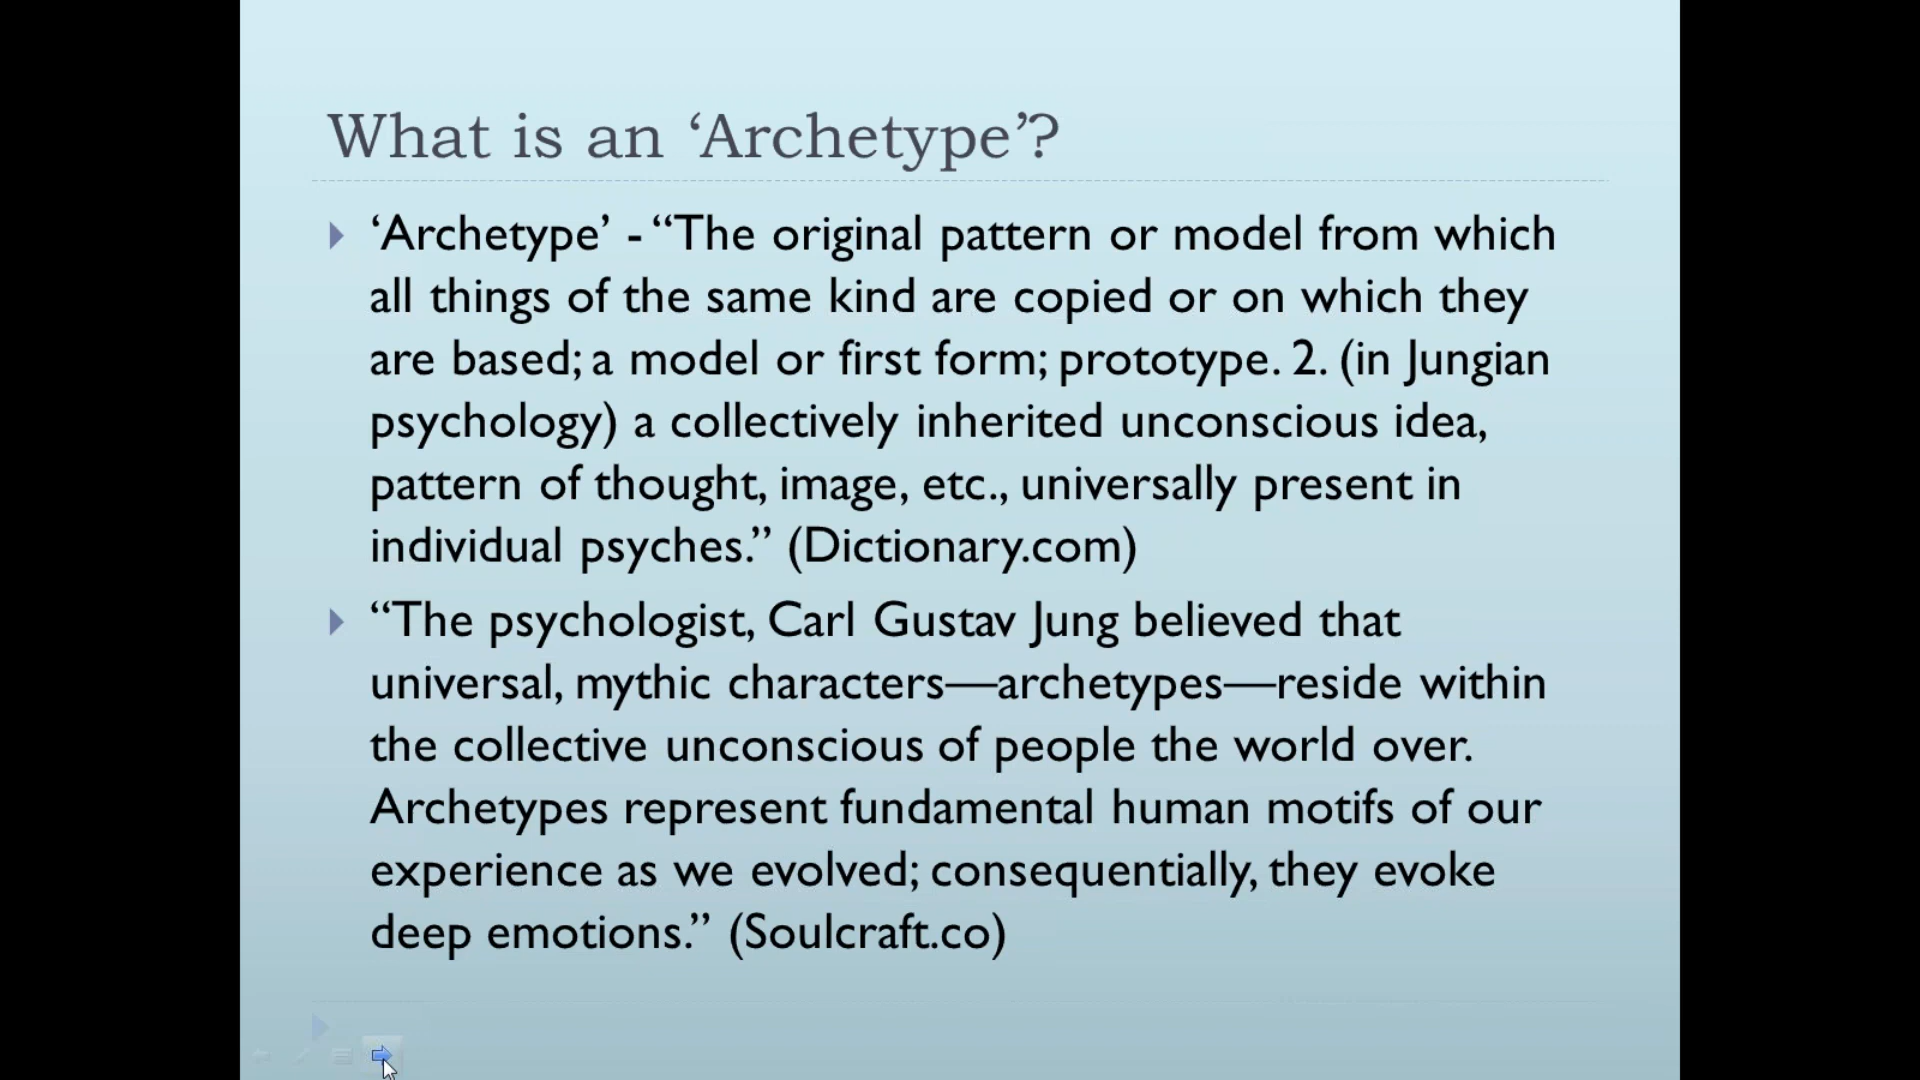 What is an ‘Archetype’?
‘Archetype’ - “The original pattern or model from which
all things of the same kind are copied or on which they
are based; a model or first form; prototype. 2. (in Jungian
psychology) a collectively inherited unconscious idea,
pattern of thought, image, etc., universally present in
individual psyches.” (Dictionary.com)
“The psychologist, Carl Gustav Jung believed that
universal, mythic characters—archetypes—reside within
the collective unconscious of people the world over.
Archetypes represent fundamental human motifs of our
experience as we evolved; consequentially, they evoke
deep emotions.” (Soulcraft.co)